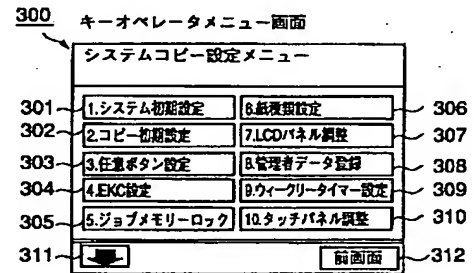 300 キーオペレータメニュー画面
システムコピー設定メニュー
301 1.システム初期設定 6.紙種類設定 306
302 2.コピー初期設定 7.LCDパネル調整 307
303 3.任意ボタン設定 8.管理者データ登録 308
304 4.EKC設定 9.ウィークリータイマー設定 309
305 5.ジョブメモリーロック 10.タッチパネル調整 310
311 前画面 312